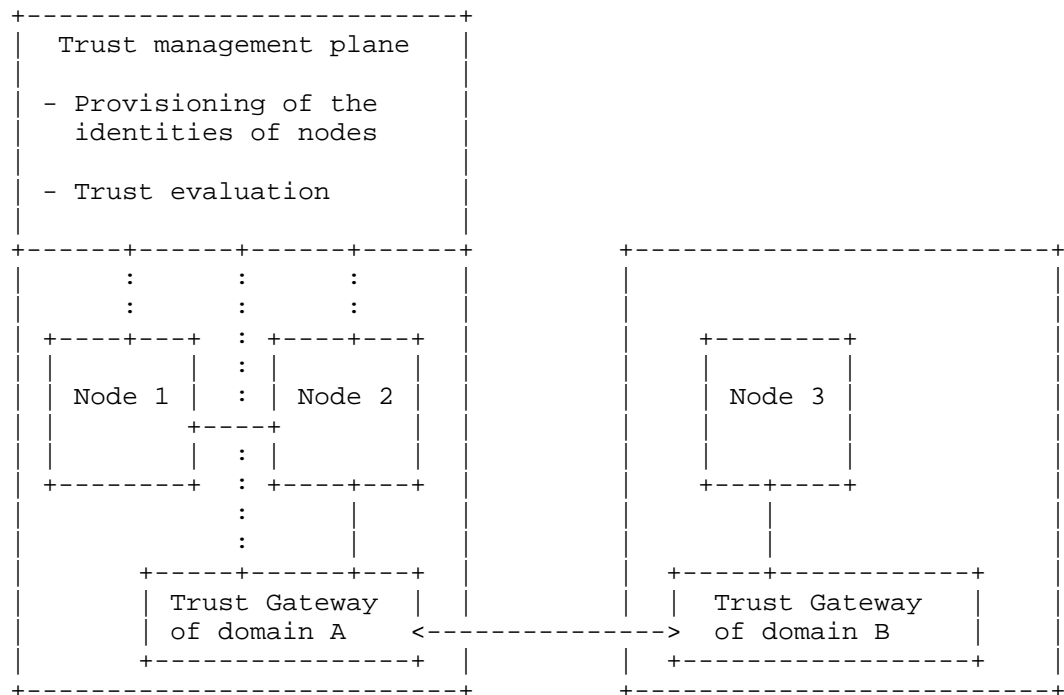 Trust management plane
- Provisioning of the
identities of nodes
- Trust evaluation
Node 1
Node 2
Node 3
Trust Gateway
of domain A
Trust Gateway
of domain B